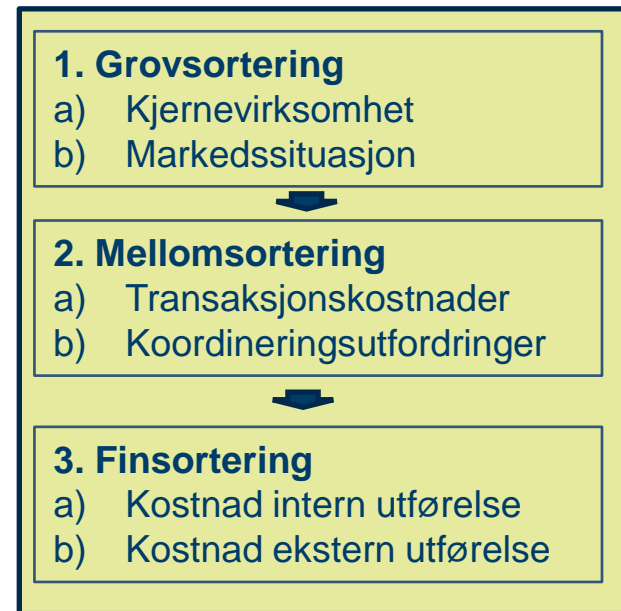 1. Grovsortering
a) Kjernevirksomhet
b) Markedssituasjon
2. Mellomsortering
a) Transaksjonskostnader
b) Koordineringsutfordringer
3. Finsortering
a) Kostnad intern utførelse
b) Kostnad ekstern utførelse